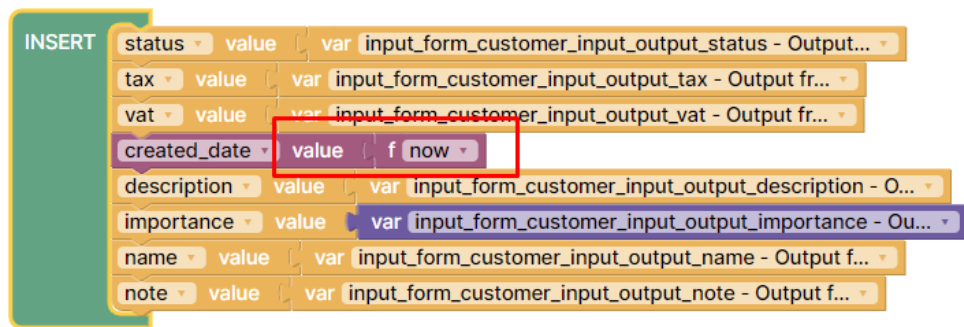 INSERT status value var input_form_customer_input_output_status - Output...
tax value var input_form_customer_input_output_tax - Output fr...
vat value var input_form_customer_input_output_vat - Output fr...
created_date value f now
description value var input_form_customer_input_output_description - O...
importance value var input_form_customer_input_output_importance - Ou...
name value var input_form_customer_input_output_name - Output f...
note value var input_form_customer_input_output_note - Output f...